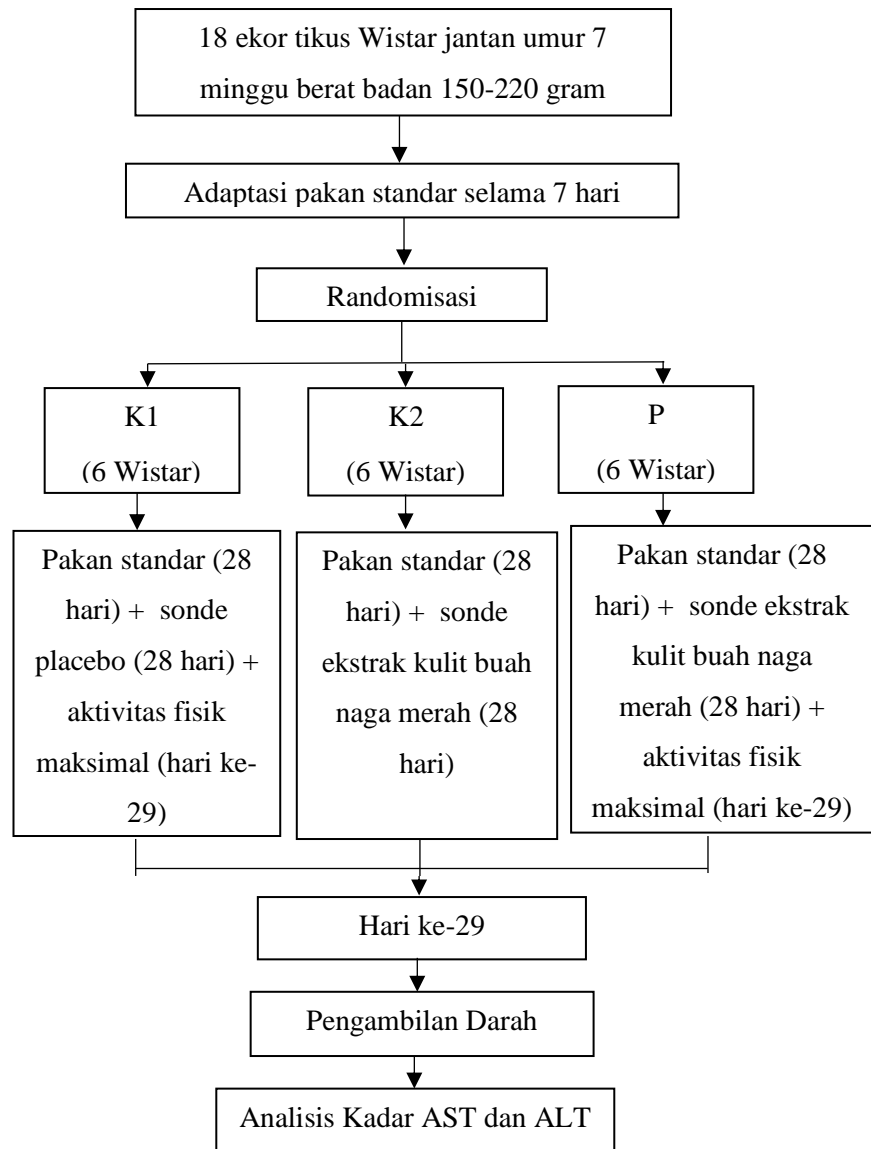 18 ekor tikus Wistar jantan umur 7
minggu berat badan 150-220 gram
Adaptasi pakan standar selama 7 hari
Randomisasi
K1
(6 Wistar)
K2
(6 Wistar)
P
(6 Wistar)
Pakan standar (28
hari) + sonde
placebo (28 hari) +
aktivitas fisik
maksimal (hari ke-
29)
Pakan standar (28
hari) + sonde
ekstrak kulit buah
naga merah (28
hari)
Pakan standar (28
hari) + sonde ekstrak
kulit buah naga
merah (28 hari) +
aktivitas fisik
maksimal (hari ke-29)
Hari ke-29
Pengambilan Darah
Analisis Kadar AST dan ALT